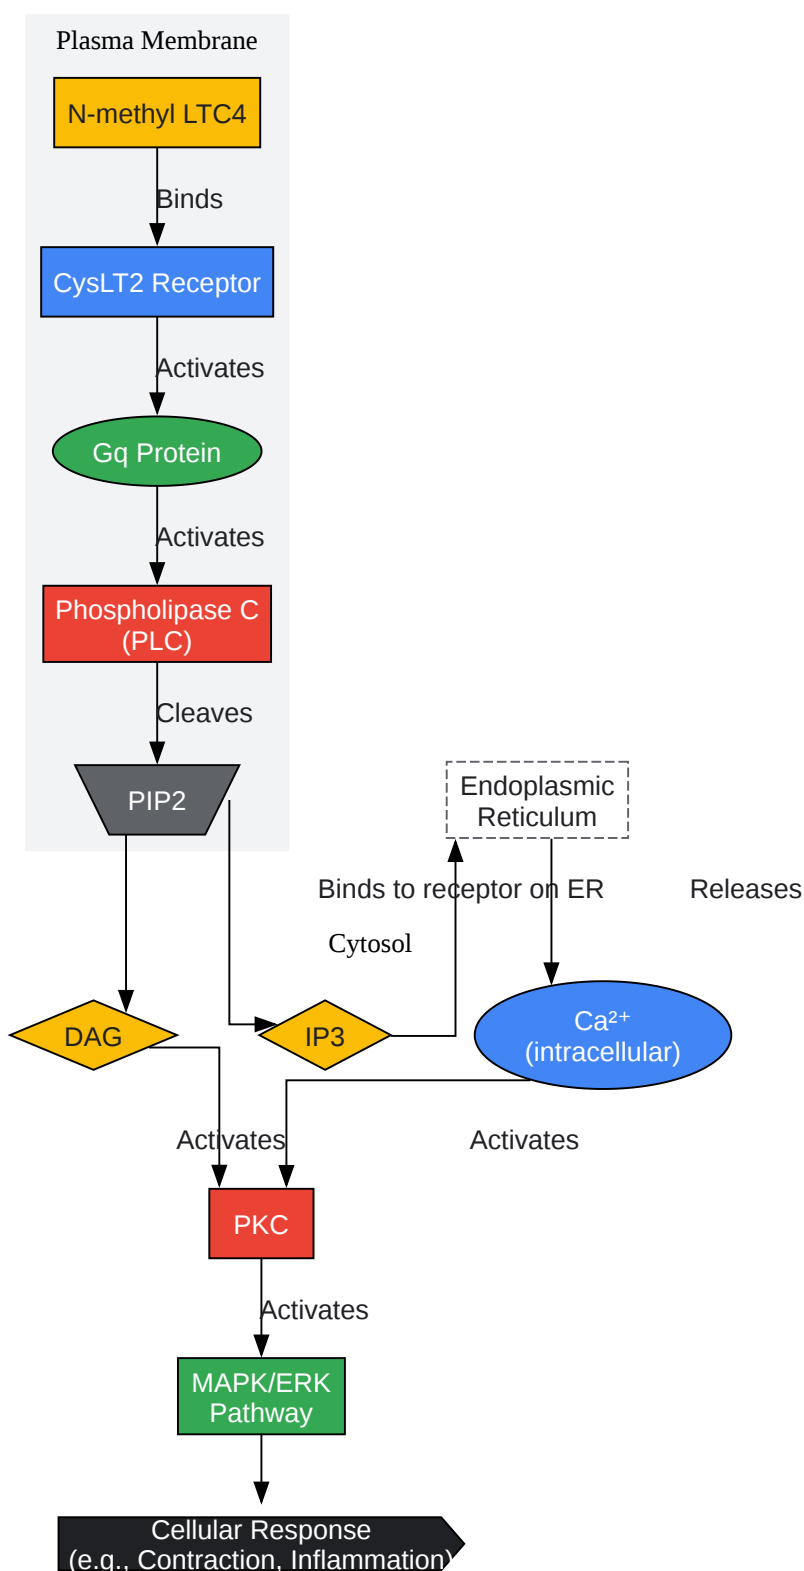 Plasma Membrane
N-methyl LTC4
Binds
CysLT2 Receptor
Activates
Gq Protein
Activates
Phospholipase C
(PLC)
Cleaves
PIP2
Endoplasmic
Reticulum
Binds to receptor on ER
Releases
Cytosol
DAG
IP3
Ca²⁺
(intracellular)
Activates
Activates
PKC
Activates
MAPK/ERK
Pathway
Cellular Response
(e.g., Contraction, Inflammation)